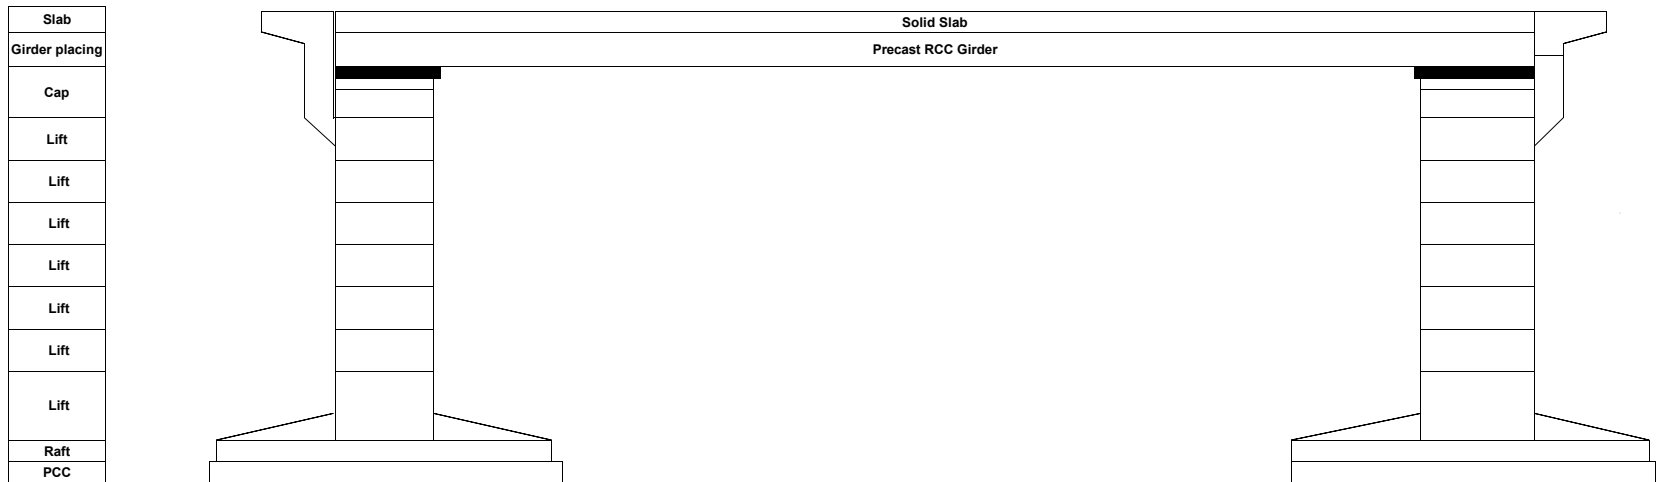 Slab
Solid Slab
Girder placing
Precast RCC Girder
Cap
Lift
Lift
Lift
Lift
Lift
Lift
Lift
Raft
PCC